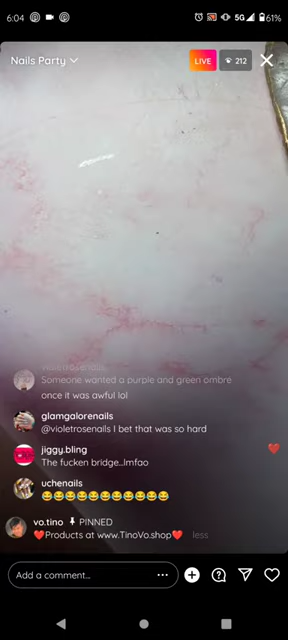 6:04
5G
61%
Nails Party
LIVE
212
Someone wanted a purple and green ombre
once it was awful lol
glamgalorenails
@violetrosenails I bet that was so hard
jiggy.bling
The fucken bridge...lmfao
uchenails
😂😂😂😂😂😂😂😂😂😂😂
vo.tino 📌 PINNED
❤️Products at www.TinoVo.shop❤️ less
Add a comment...